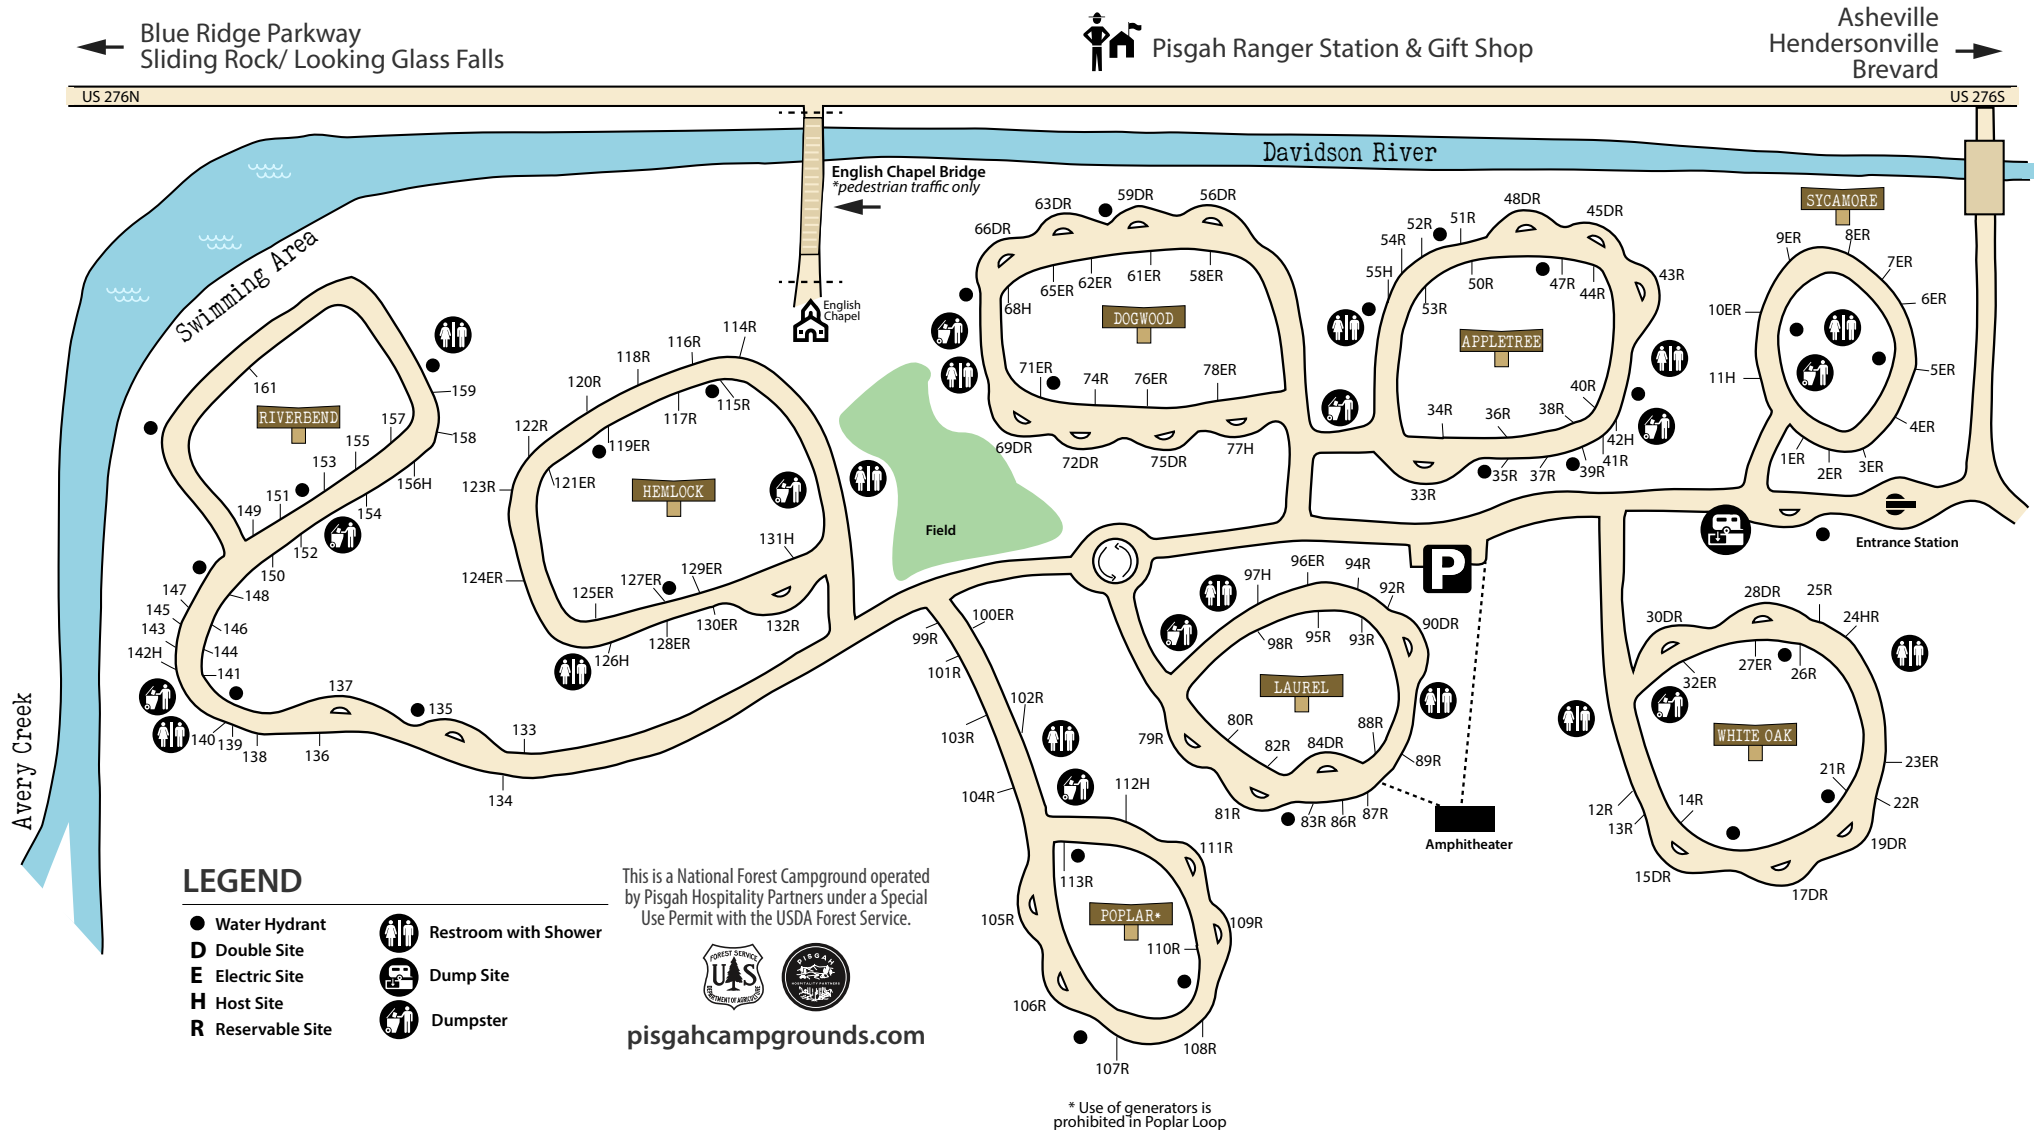 Blue Ridge Parkway
Sliding Rock/ Looking Glass Falls
Pisgah Ranger Station & Gift Shop
Asheville
Hendersonville
Brevard
US 276N
US 276S
Davidson River
English Chapel Bridge
*pedestrian traffic only
English
Chapel
Swimming Area
Avery Creek
SYCAMORE
9ER
8ER
7ER
6ER
10ER
5ER
11H
4ER
1ER
2ER
3ER
Entrance Station
DOGWOOD
66DR
63DR
59DR
56DR
68H
65ER
62ER
61ER
58ER
71ER
74R
76ER
78ER
69DR
72DR
75DR
77H
APPLETREE
55H
54R
52R
51R
48DR
45DR
43R
53R
50R
47R
44R
34R
36R
38R
40R
42H
41R
39R
37R
35R
33R
RIVERBEND
161
159
158
157
155
153
151
149
156H
154
152
150
148
147
145
143
142H
146
144
141
140
139
138
137
136
135
133
134
HEMLOCK
114R
116R
118R
120R
122R
115R
117R
119ER
121ER
123R
124ER
125ER
127ER
129ER
131H
126H
128ER
130ER
132R
Field
P
LAUREL
97H
96ER
94R
92R
90DR
98R
95R
93R
80R
82R
84DR
88R
89R
79R
81R
83R
86R
87R
Amphitheater
99R
100ER
101R
102R
103R
104R
POPLAR*
112H
111R
113R
110R
109R
105R
106R
107R
108R
* Use of generators is
prohibited in Poplar Loop
WHITE OAK
30DR
28DR
25R
24HR
32ER
27ER
26R
23ER
22R
21R
19DR
17DR
15DR
14R
13R
12R
LEGEND
Water Hydrant
D Double Site
E Electric Site
H Host Site
R Reservable Site
Restroom with Shower
Dump Site
Dumpster
This is a National Forest Campground operated
by Pisgah Hospitality Partners under a Special
Use Permit with the USDA Forest Service.
FOREST SERVICE
U S
DEPARTMENT OF AGRICULTURE
PISGAH
HOSPITALITY PARTNERS
pisgahcampgrounds.com